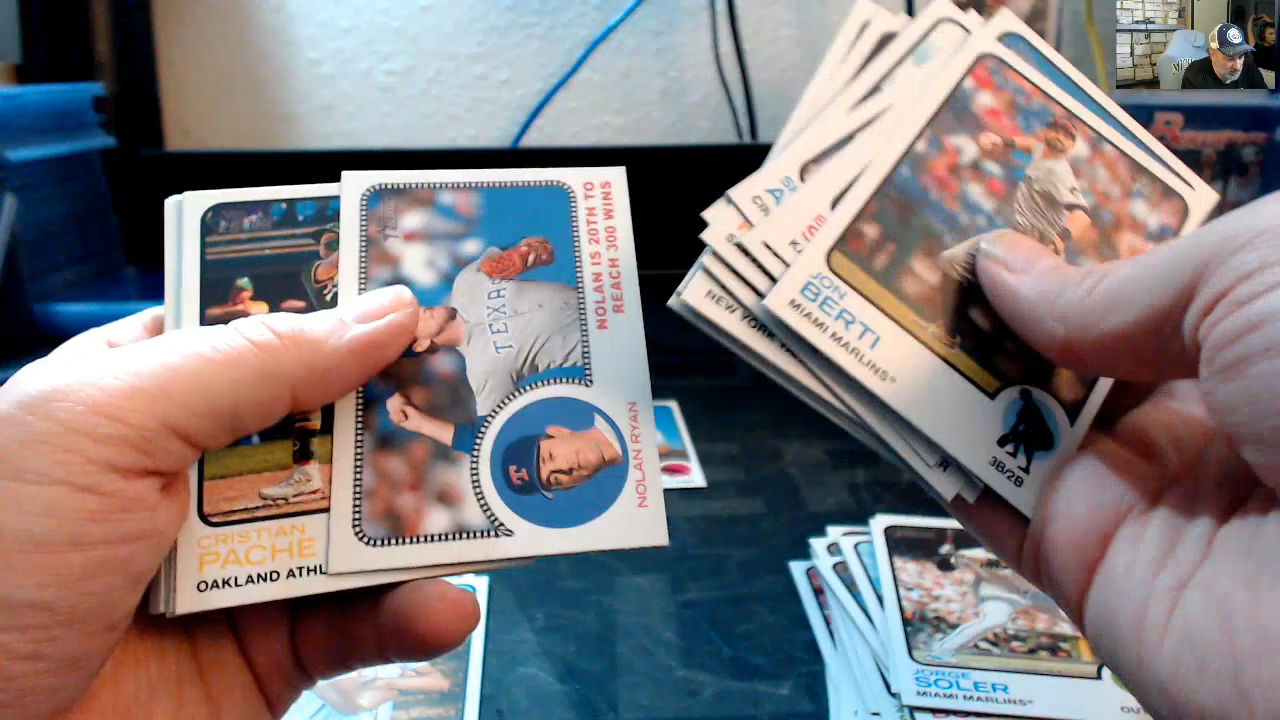 CRISTIAN
PACHE
OAKLAND ATHL
TEXAS
NOLAN IS 20TH TO
REACH 300 WINS
NOLAN RYAN
T
JON
BERTI
MIAMI MARLINS
3B/2B
NEW YORK
JORGE
SOLER
MIAMI MARLINS
OU